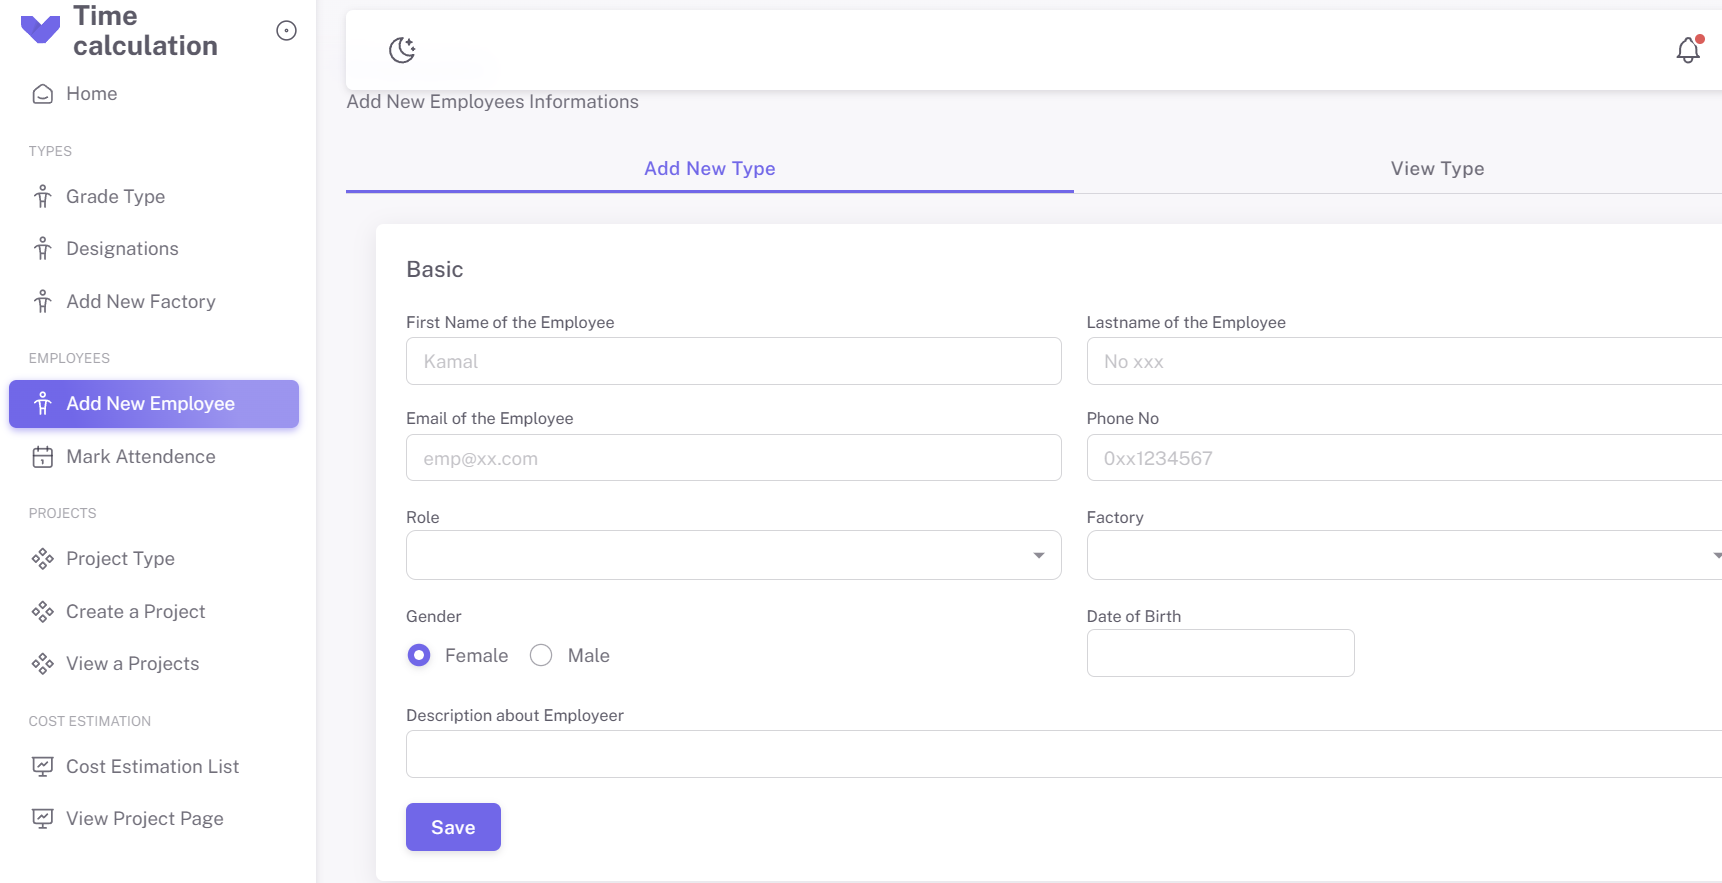 Time
calculation
Home
TYPES
Grade Type
Designations
Add New Factory
EMPLOYEES
Add New Employee
Mark Attendence
PROJECTS
Project Type
Create a Project
View a Projects
COST ESTIMATION
Cost Estimation List
View Project Page
Add New Employees Informations
Add New Type
View Type
Basic
First Name of the Employee
Lastname of the Employee
Kamal
No xxx
Email of the Employee
Phone No
emp@xx.com
0xx1234567
Role
Factory
Gender
Date of Birth
Female
Male
Description about Employeer
Save